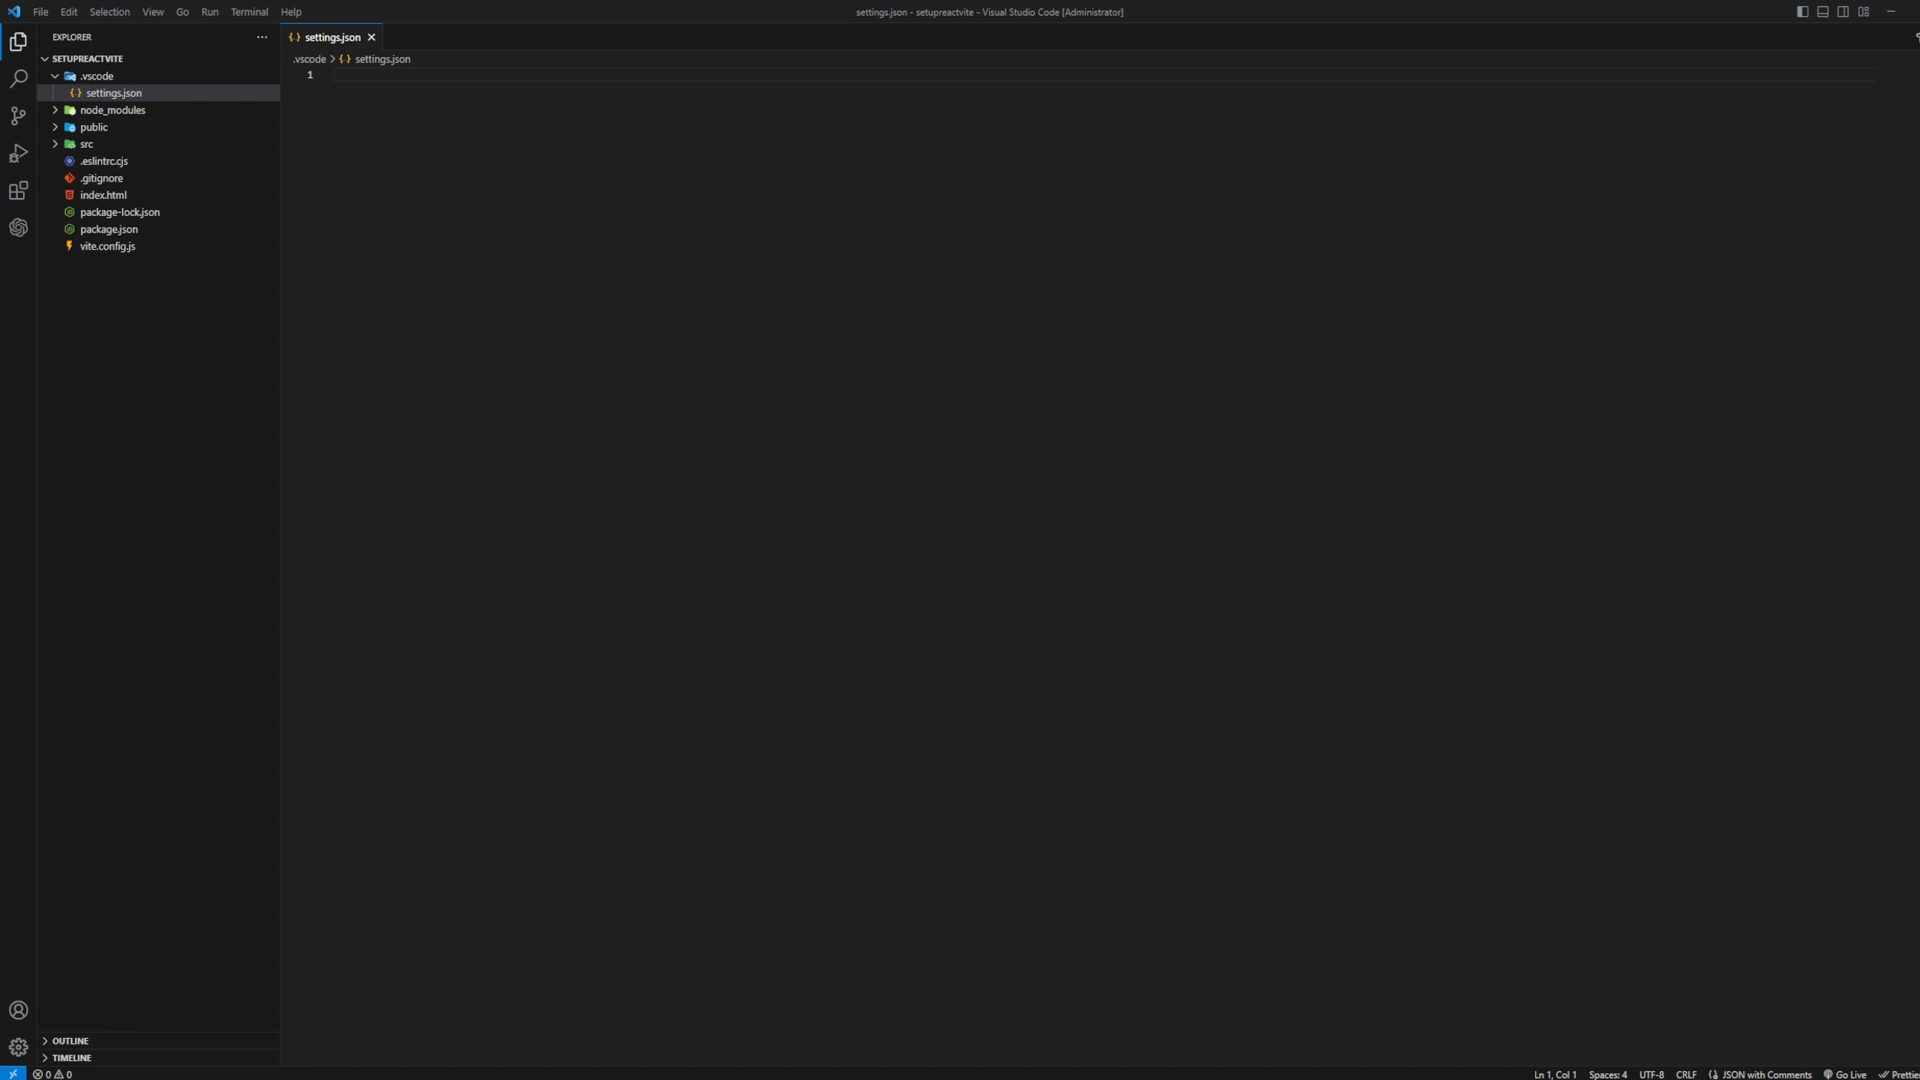 File Edit Selection View Go Run Terminal Help
settings.json - setupreactvite - Visual Studio Code [Administrator]
EXPLORER
settings.json
SETUPREACTVITE
.vscode > settings.json
.vscode
1
settings.json
node_modules
public
src
.eslintrc.cjs
.gitignore
index.html
package-lock.json
package.json
vite.config.js
OUTLINE
TIMELINE
0 0
Ln 1, Col 1 Spaces: 4 UTF-8 CRLF JSON with Comments Go Live Prettie